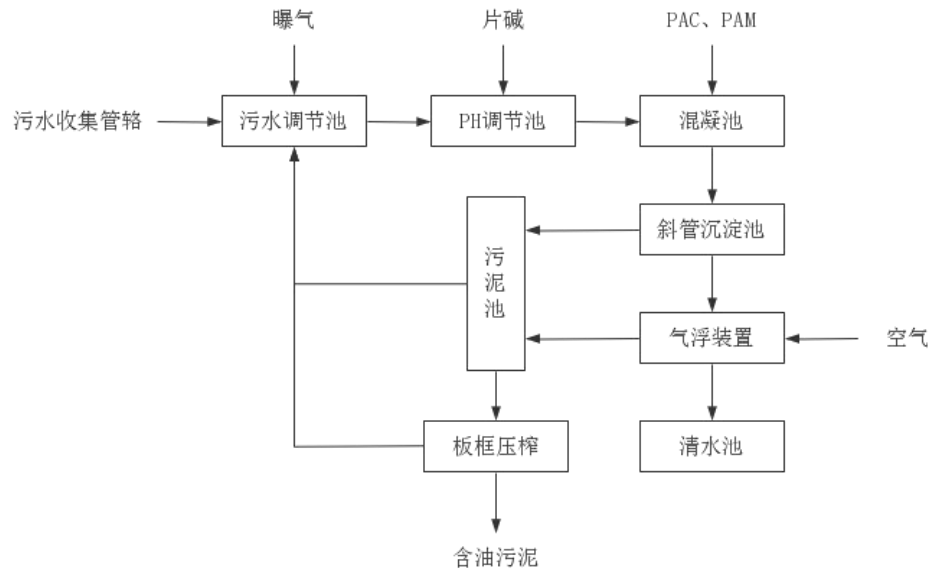 曝气
片碱
PAC、PAM
污水收集管辂
污水调节池
PH调节池
混凝池
斜管沉淀池
污泥池
气浮装置
空气
板框压榨
清水池
含油污泥